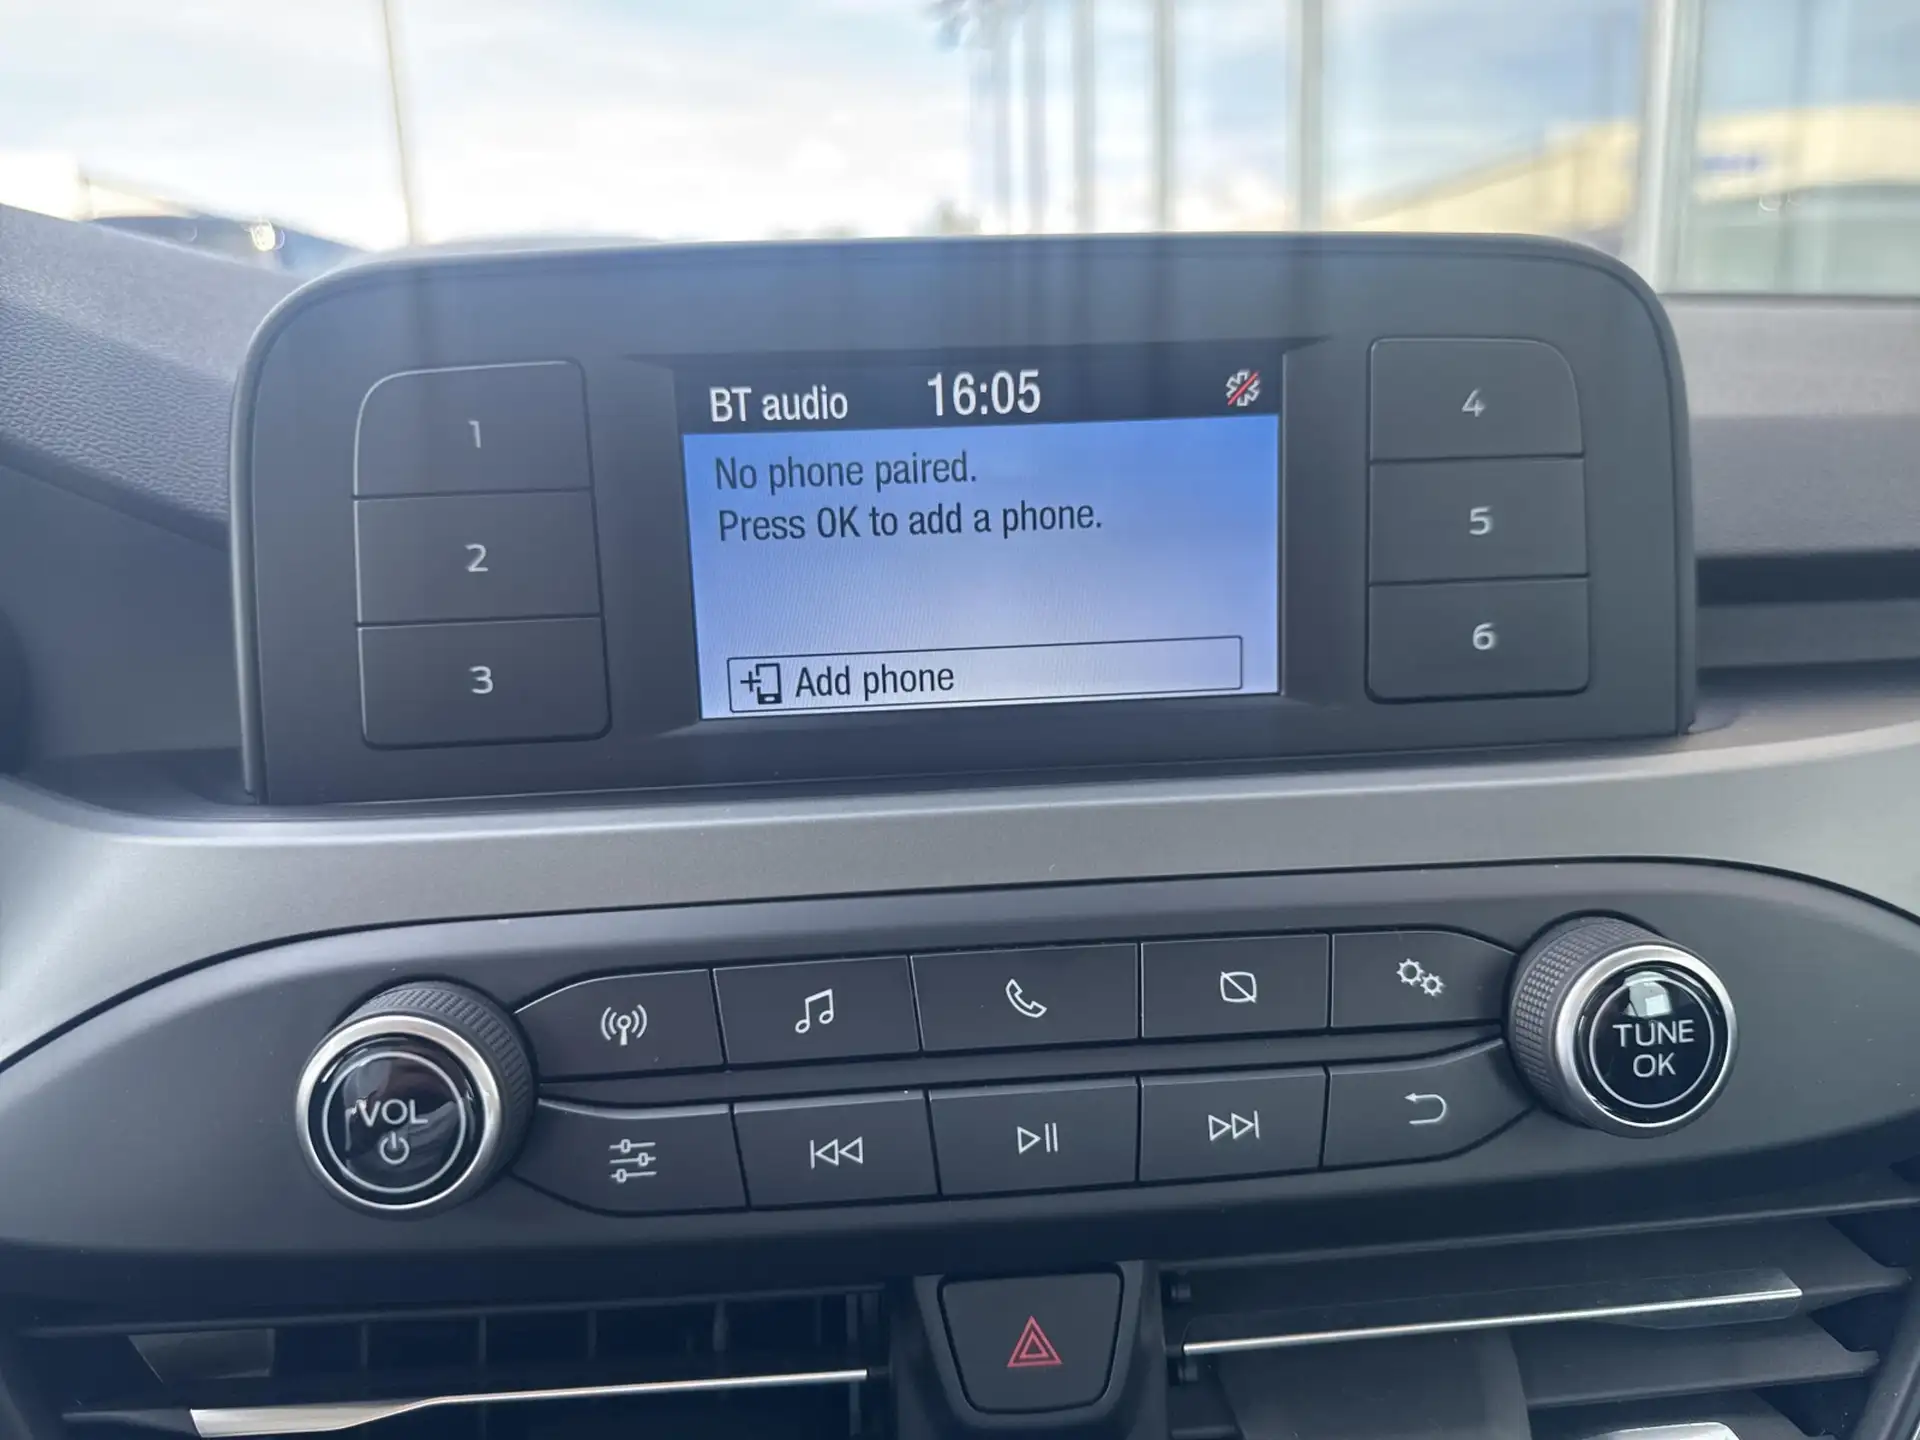 BT audio 16:05
No phone paired.
Press OK to add a phone.
Add phone
1
2
3
4
5
6
VOL
TUNE
OK